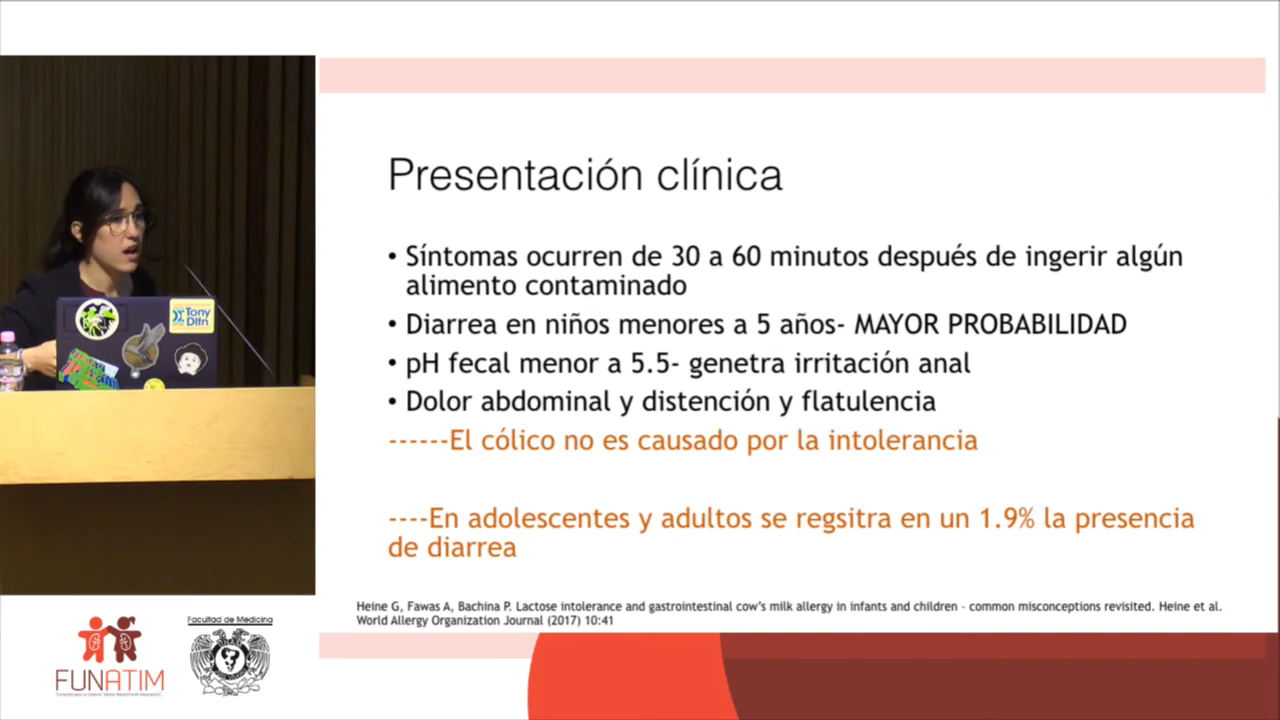 Presentación clínica
• Síntomas ocurren de 30 a 60 minutos después de ingerir algún
alimento contaminado
• Diarrea en niños menores a 5 años- MAYOR PROBABILIDAD
• pH fecal menor a 5.5- genetra irritación anal
• Dolor abdominal y distención y flatulencia
------El cólico no es causado por la intolerancia
----En adolescentes y adultos se regsitra en un 1.9% la presencia
de diarrea
Heine G, Fawas A, Bachina P. Lactose intolerance and gastrointestinal cow's milk allergy in infants and children – common misconceptions revisited. Heine et al.
World Allergy Organization Journal (2017) 10:41
Tony
Dltn
FUNATIM
Facultad de Medicina